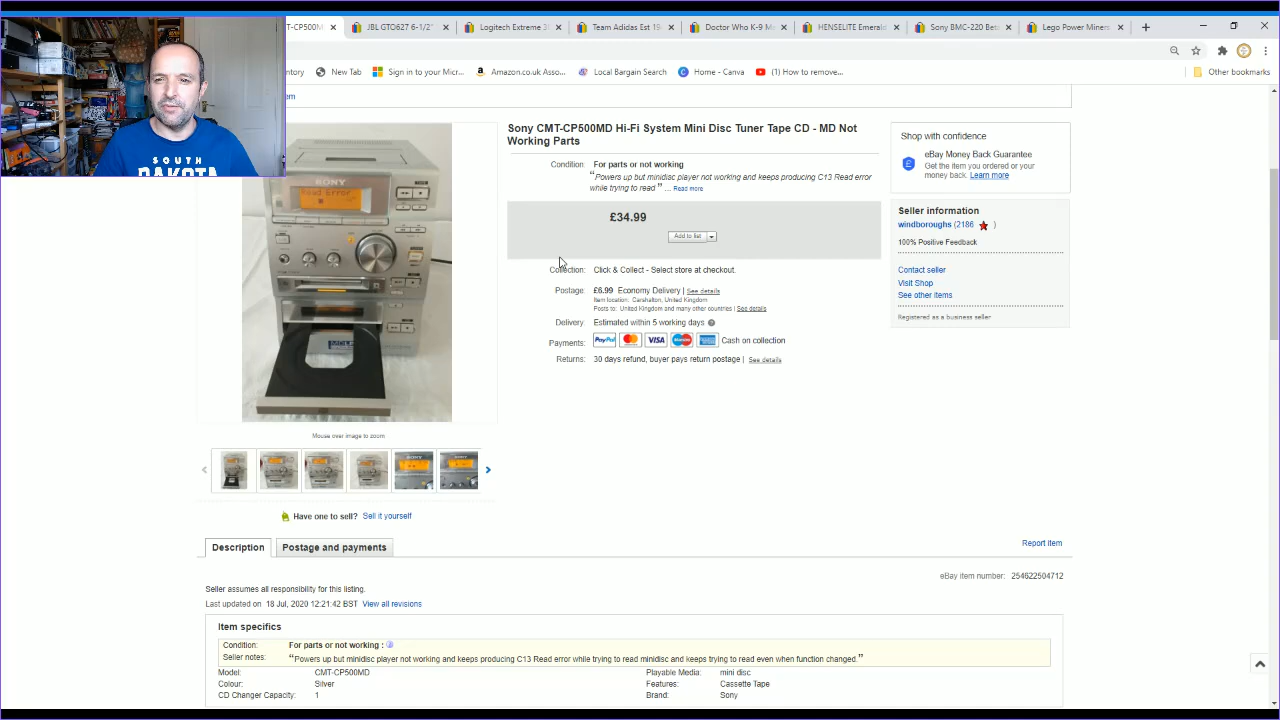 CMT-CP500M
JBL GTO627 6-1/2"
Logitech Extreme 3
Team Adidas Est 19
Doctor Who K-9 M
HENSELITE Emerald
Sony BMC-220 Beta
Lego Power Miners
New Tab
Sign in to your Micr...
Amazon.co.uk Asso...
Local Bargain Search
Home - Canva
(1) How to remove...
Other bookmarks
SOUTH
DAKOTA
SONY
Read Error
Sony CMT-CP500MD Hi-Fi System Mini Disc Tuner Tape CD - MD Not
Working Parts
Condition: For parts or not working
"Powers up but minidisc player not working and keeps producing C13 Read error
while trying to read " ... Read more
£34.99
Add to list
Collection: Click & Collect - Select store at checkout.
Postage: £6.99 Economy Delivery | See details
Item location: Carshalton, United Kingdom
Posts to: United Kingdom and many other countries | See details
Delivery: Estimated within 5 working days
Payments: PayPal VISA Cash on collection
Returns: 30 days refund, buyer pays return postage | See details
Shop with confidence
eBay Money Back Guarantee
Get the item you ordered or your
money back. Learn more
Seller information
windboroughs (2186 )
100% Positive Feedback
Contact seller
Visit Shop
See other items
Registered as a business seller
Mouse over image to zoom
Have one to sell? Sell it yourself
Description
Postage and payments
Report item
eBay item number: 254622504712
Seller assumes all responsibility for this listing.
Last updated on 18 Jul, 2020 12:21:42 BST View all revisions
Item specifics
Condition: For parts or not working :
Seller notes: "Powers up but minidisc player not working and keeps producing C13 Read error while trying to read minidisc and keeps trying to read even when function changed."
Model: CMT-CP500MD Playable Media: mini disc
Colour: Silver Features: Cassette Tape
CD Changer Capacity: 1 Brand: Sony